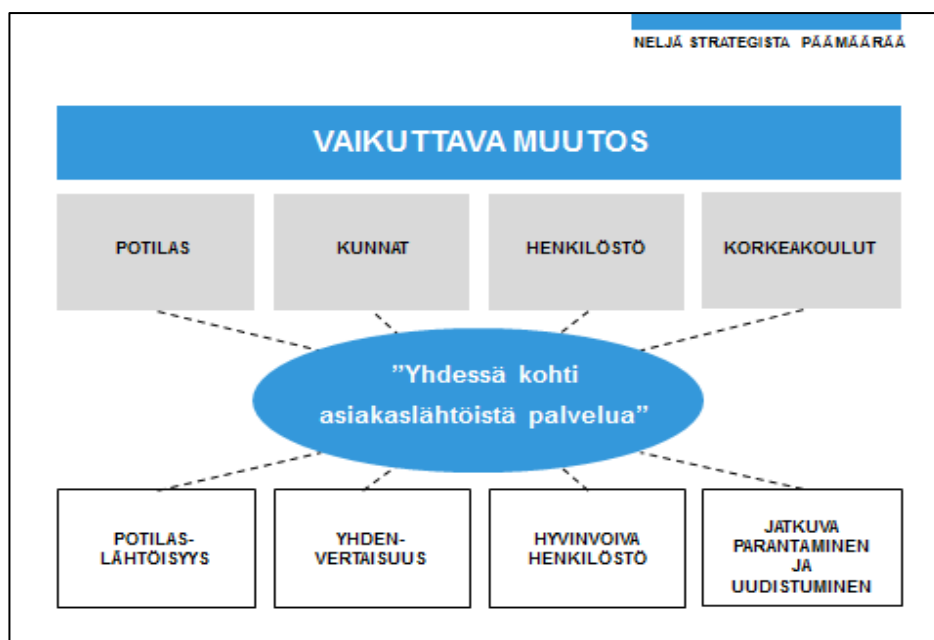 NELJÄ STRATEGISTA PÄÄMÄÄRÄÄ
VAIKUTTAVA MUUTOS
POTILAS
KUNNAT
HENKILÖSTÖ
KORKEAKOULUT
”Yhdessä kohti
asiakaslähtöistä palvelua”
POTILAS-
LÄHTÖISYYS
YHDEN-
VERTAISUUS
HYVINVOIVA
HENKILÖSTÖ
JATKUVA
PARANTAMINEN
JA
UUDISTUMINEN